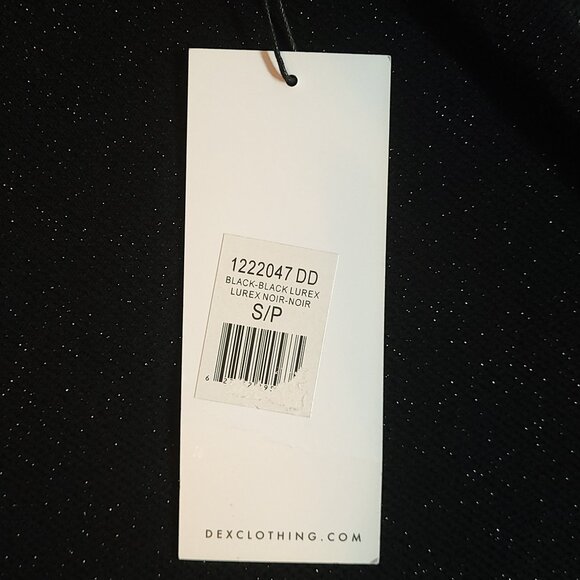 1222047 DD
BLACK-BLACK LUREX
LUREX NOIR-NOIR
S/P
DEXCLOTHING.COM